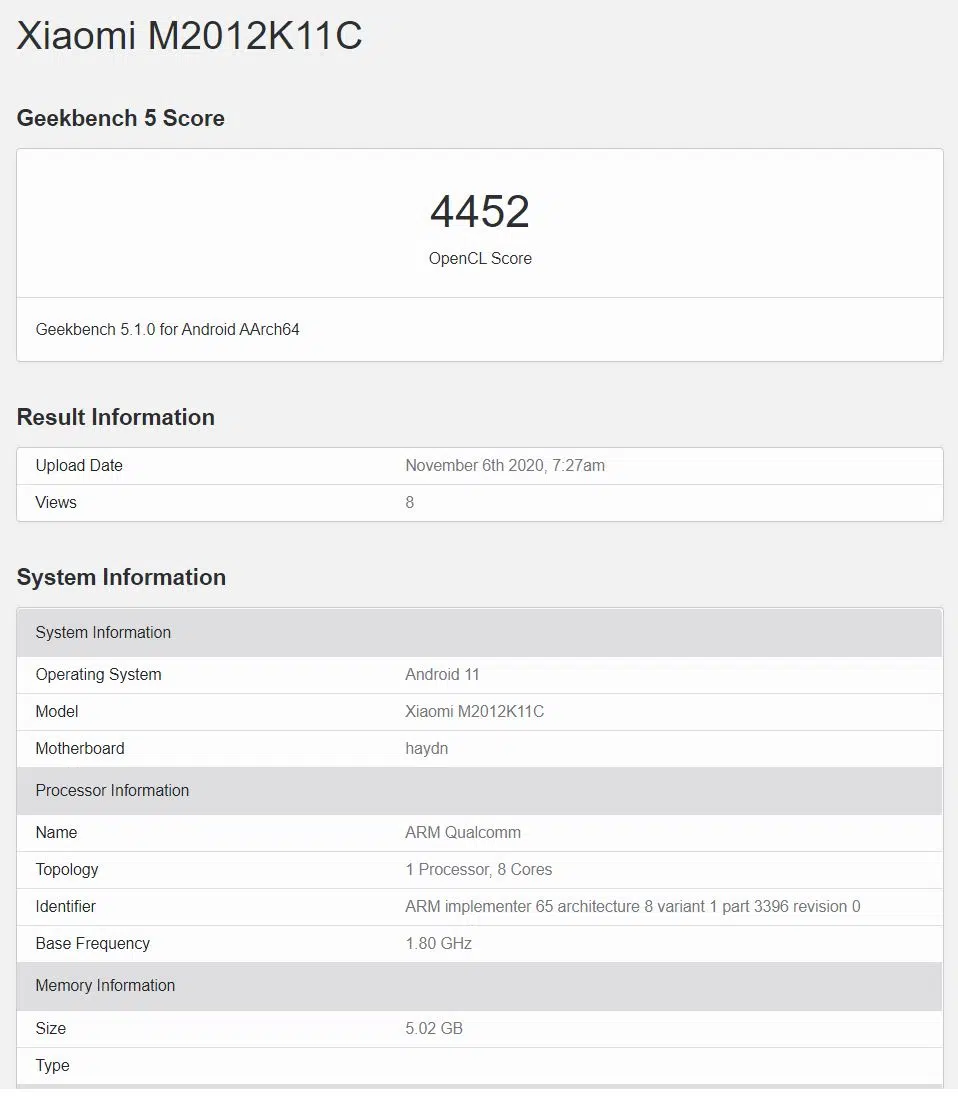 Xiaomi M2012K11C
Geekbench 5 Score
4452
OpenCL Score
Geekbench 5.1.0 for Android AArch64
Result Information
Upload Date November 6th 2020, 7:27am
Views 8
System Information
System Information
Operating System Android 11
Model Xiaomi M2012K11C
Motherboard haydn
Processor Information
Name ARM Qualcomm
Topology 1 Processor, 8 Cores
Identifier ARM implementer 65 architecture 8 variant 1 part 3396 revision 0
Base Frequency 1.80 GHz
Memory Information
Size 5.02 GB
Type